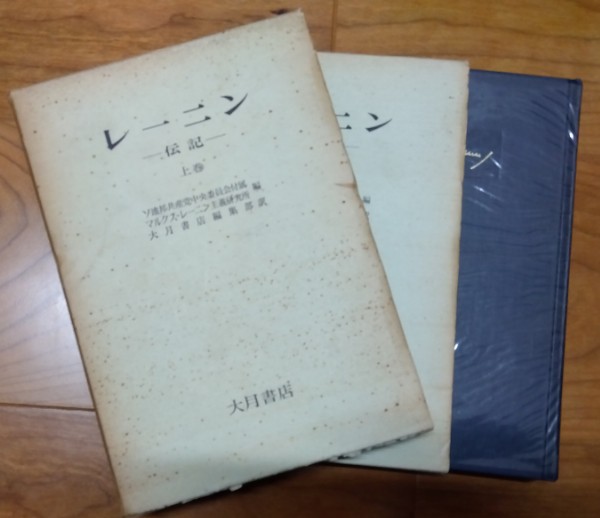 レーニン
―伝記―
上巻
ソ連邦共産党中央委員会付属
マルクス・レーニン主義研究所 編
大月書店編集部訳
大月書店
ニン
編